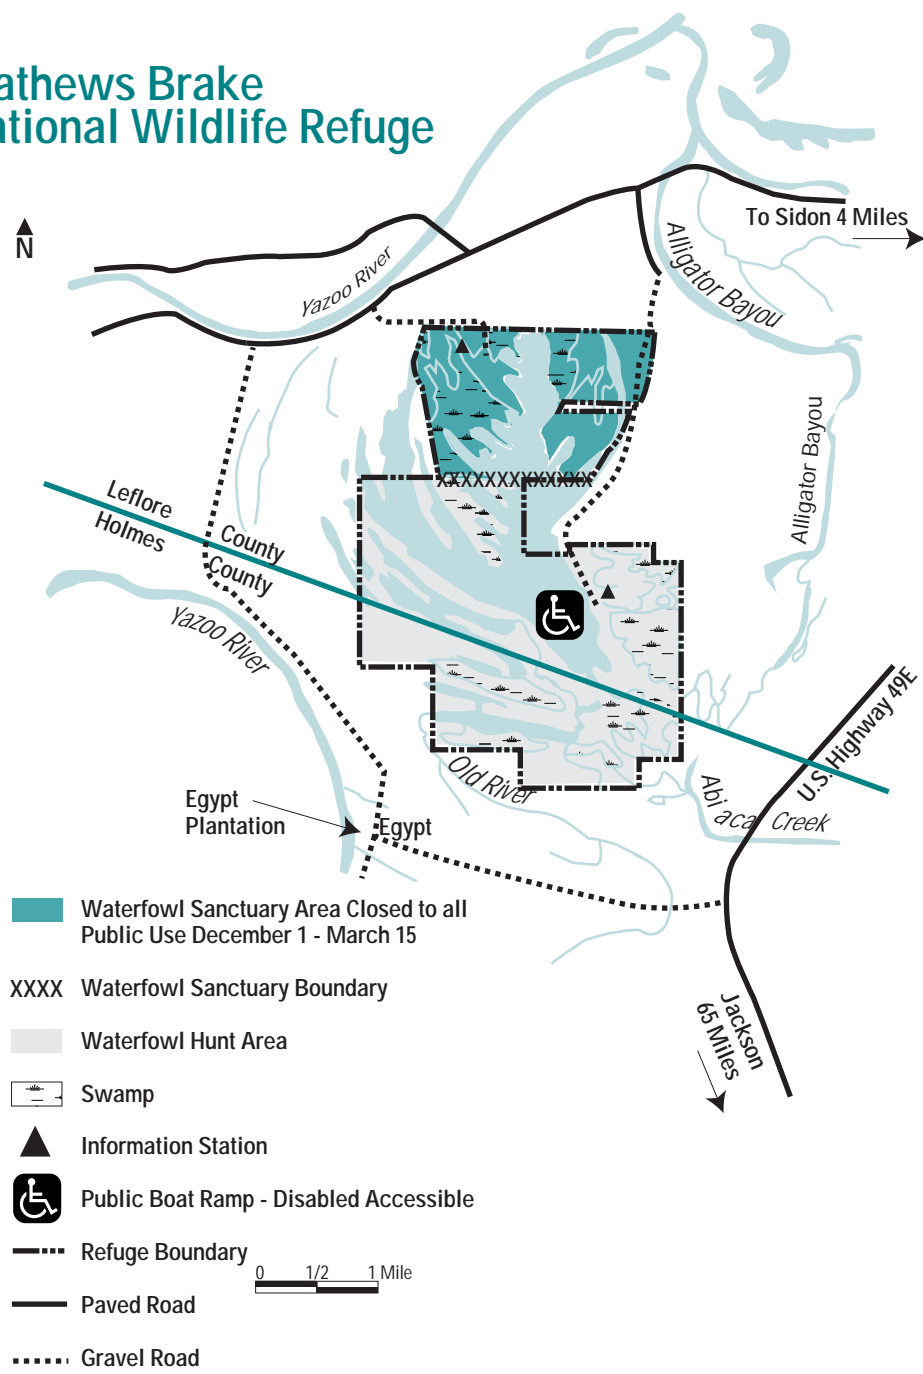 athews Brake
ational Wildlife Refuge
N
To Sidon 4 Miles
Yazoo River
Alligator Bayou
Alligator Bayou
Leflore
Holmes
County
County
XXXXXXXXXXXXX
Yazoo River
Old River
U.S. Highway 49E
Abiaca Creek
Egypt
Plantation
Egypt
Jackson
65 Miles
Waterfowl Sanctuary Area Closed to all
Public Use December 1 - March 15
XXXX Waterfowl Sanctuary Boundary
Waterfowl Hunt Area
Swamp
Information Station
Public Boat Ramp - Disabled Accessible
Refuge Boundary
0 1/2 1 Mile
Paved Road
Gravel Road